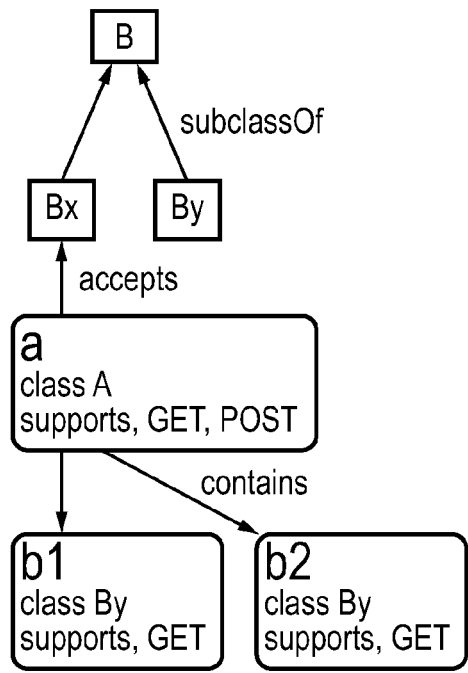 B
subclassOf
Bx
By
accepts
a
class A
supports, GET, POST
contains
b1
class By
supports, GET
b2
class By
supports, GET